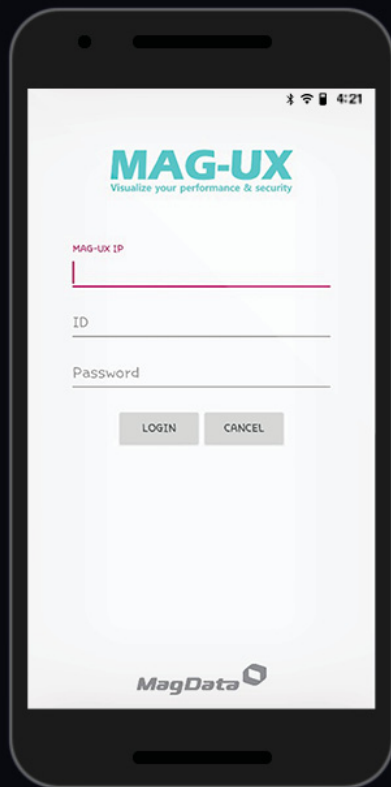 4:21
MAG-UX
Visualize your performance & security
MAG-UX IP
ID
Password
LOGIN CANCEL
MagData